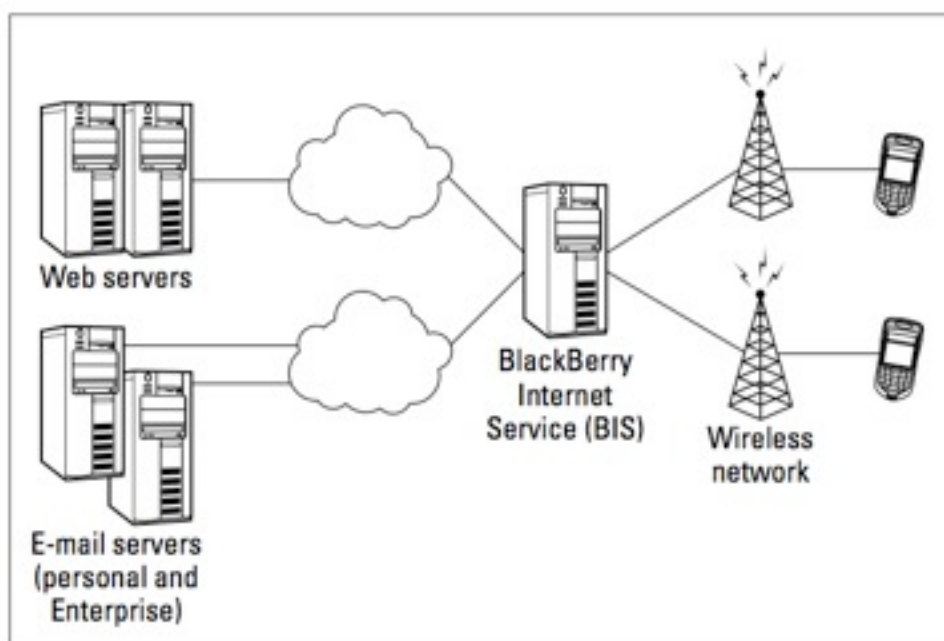 Web servers
BlackBerry
Internet
Service (BIS)
Wireless
network
E-mail servers
(personal and
Enterprise)